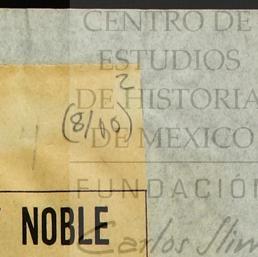 CENTRO DE
ESTUDIOS
2
DE HISTORIA
(8/10)
DE MEXICO
FUNDACIÓN
NOBLE
Carlos Slim